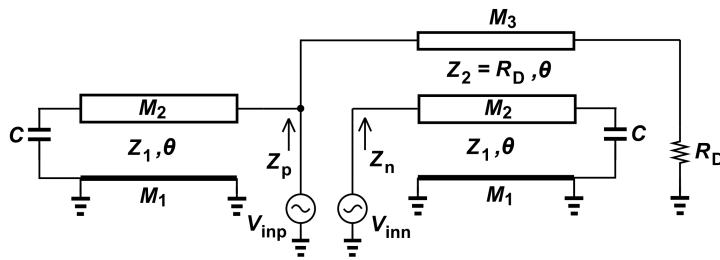 M3
Z2 = RD , θ
M2
M2
C
Z1 , θ
Zp
Zn
Z1 , θ
C
RD
M1
M1
Vinp
Vinn